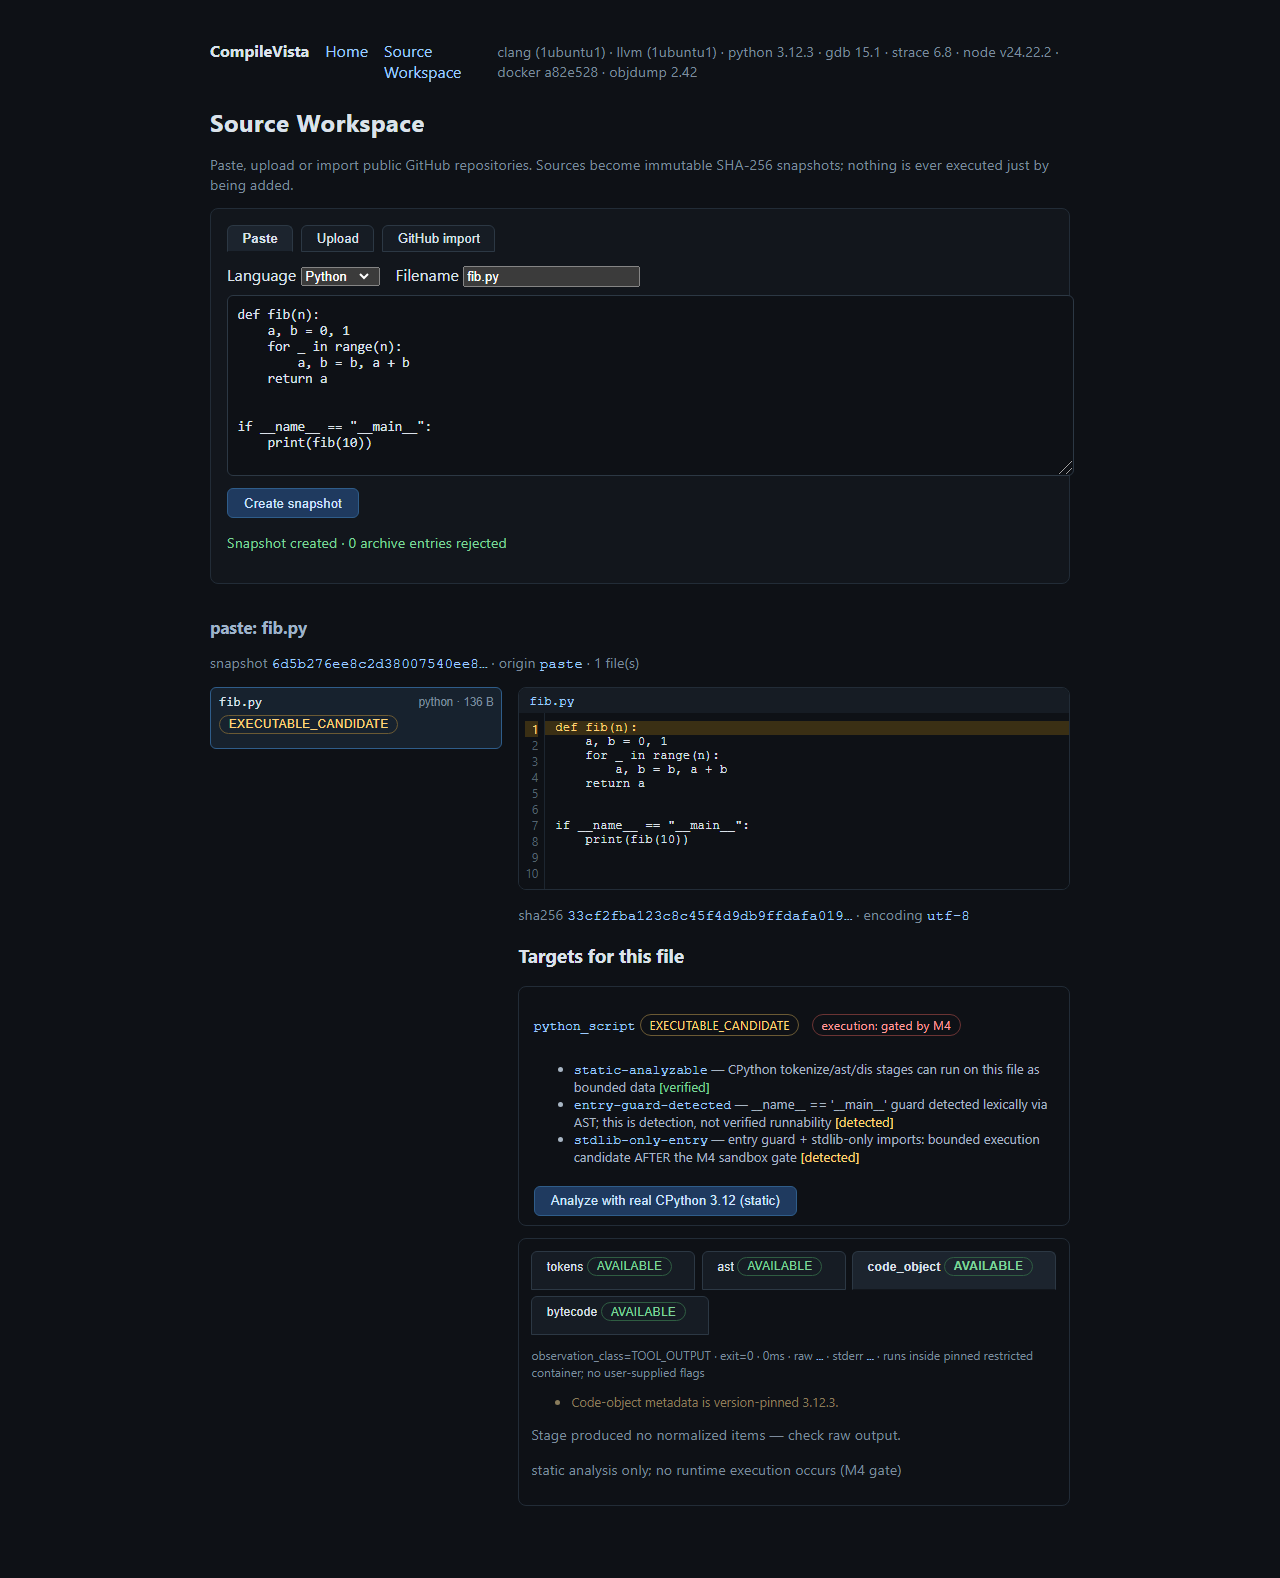 CompileVista Home Source Workspace clang (1ubuntu1) · llvm (1ubuntu1) · python 3.12.3 · gdb 15.1 · strace 6.8 · node v24.22.2 ·
docker a82e528 · objdump 2.42
Source Workspace
Paste, upload or import public GitHub repositories. Sources become immutable SHA-256 snapshots; nothing is ever executed just by
being added.
Paste Upload GitHub import
Language Python Filename fib.py
def fib(n):
    a, b = 0, 1
    for _ in range(n):
        a, b = b, a + b
    return a
if __name__ == "__main__":
    print(fib(10))
Create snapshot
Snapshot created · 0 archive entries rejected
paste: fib.py
snapshot 6d5b276ee8c2d38007540ee8… · origin paste · 1 file(s)
fib.py python · 136 B
EXECUTABLE_CANDIDATE
fib.py
1 def fib(n):
2     a, b = 0, 1
3     for _ in range(n):
4         a, b = b, a + b
5     return a
6
7 if __name__ == "__main__":
8     print(fib(10))
9
10
sha256 33cf2fba123c8c45f4d9db9ffdafa019… · encoding utf-8
Targets for this file
python_script EXECUTABLE_CANDIDATE execution: gated by M4
• static-analyzable — CPython tokenize/ast/dis stages can run on this file as
bounded data [verified]
• entry-guard-detected — __name__ == '__main__' guard detected lexically via
AST; this is detection, not verified runnability [detected]
• stdlib-only-entry — entry guard + stdlib-only imports: bounded execution
candidate AFTER the M4 sandbox gate [detected]
Analyze with real CPython 3.12 (static)
tokens AVAILABLE ast AVAILABLE code_object AVAILABLE
bytecode AVAILABLE
observation_class=TOOL_OUTPUT · exit=0 · 0ms · raw … · stderr … · runs inside pinned restricted
container; no user-supplied flags
• Code-object metadata is version-pinned 3.12.3.
Stage produced no normalized items — check raw output.
static analysis only; no runtime execution occurs (M4 gate)